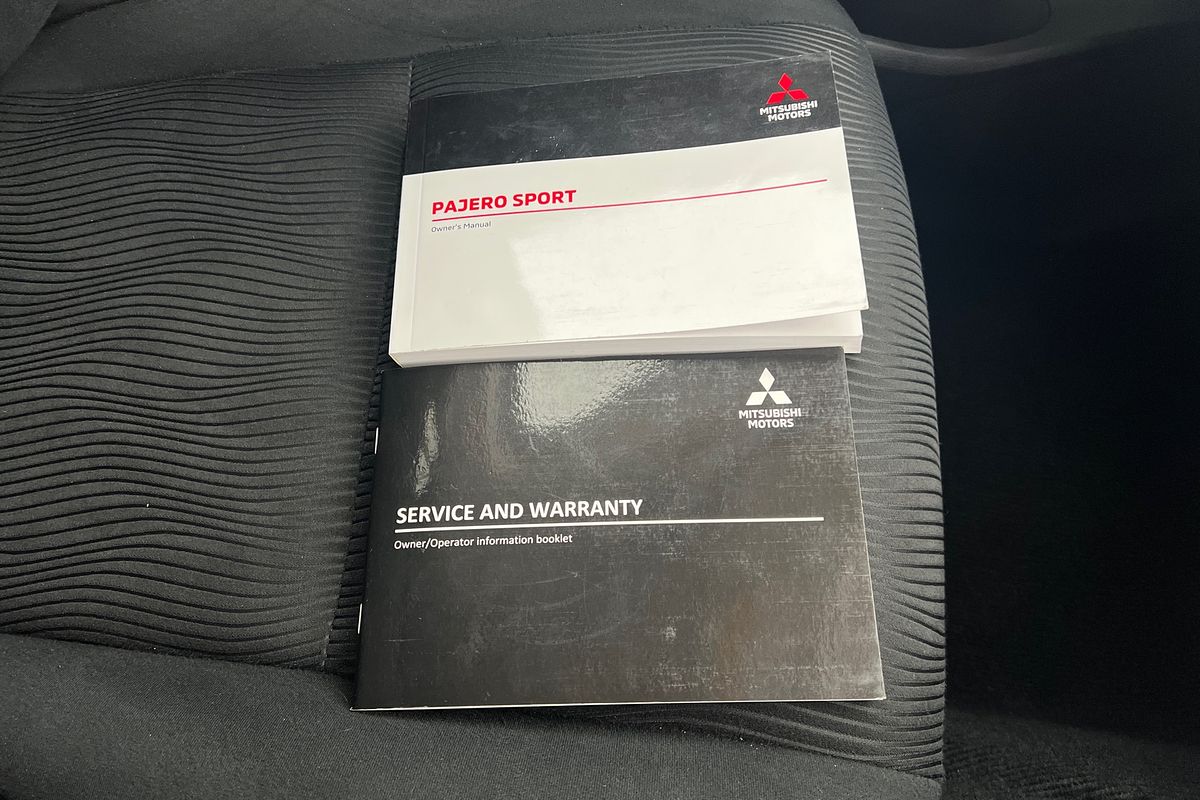 MITSUBISHI
MOTORS
PAJERO SPORT
Owner's Manual
MITSUBISHI
MOTORS
SERVICE AND WARRANTY
Owner/Operator information booklet